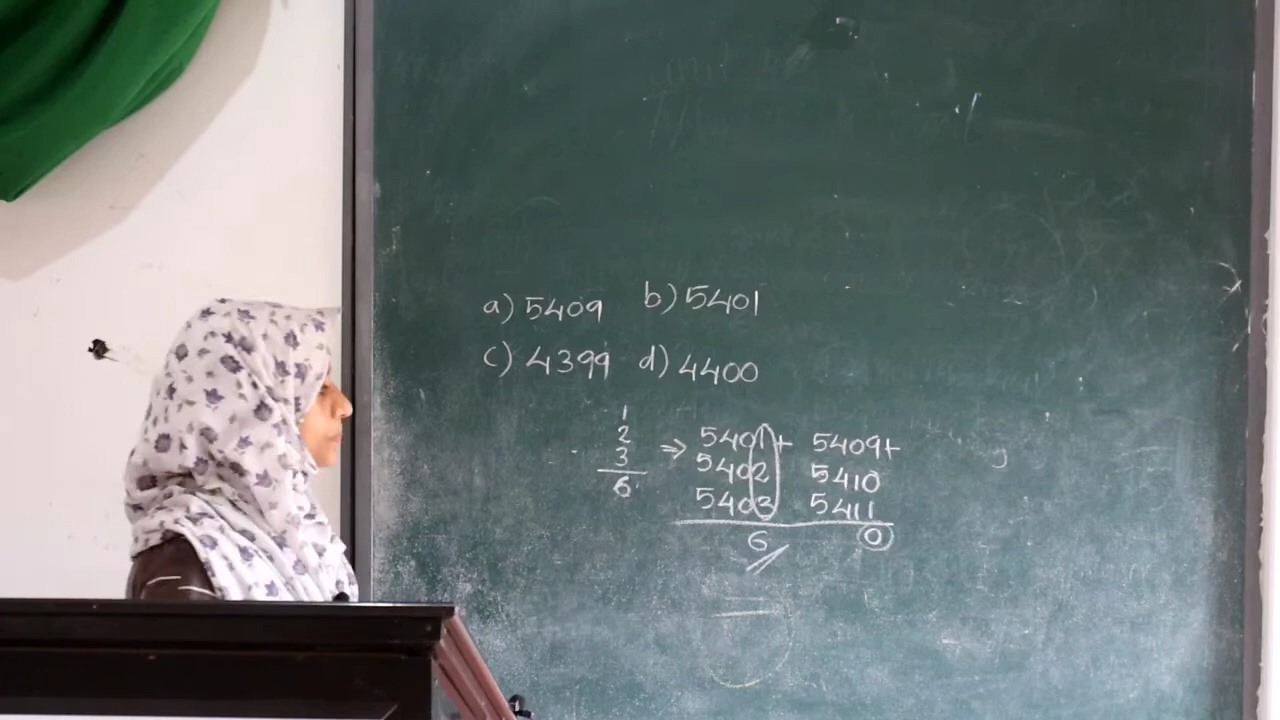 a) 5409 b) 5401
c) 4399 d) 4400
1
2 ⇒ 5401+ 5409+
3 5402 5410
6 5403 5411
6 0